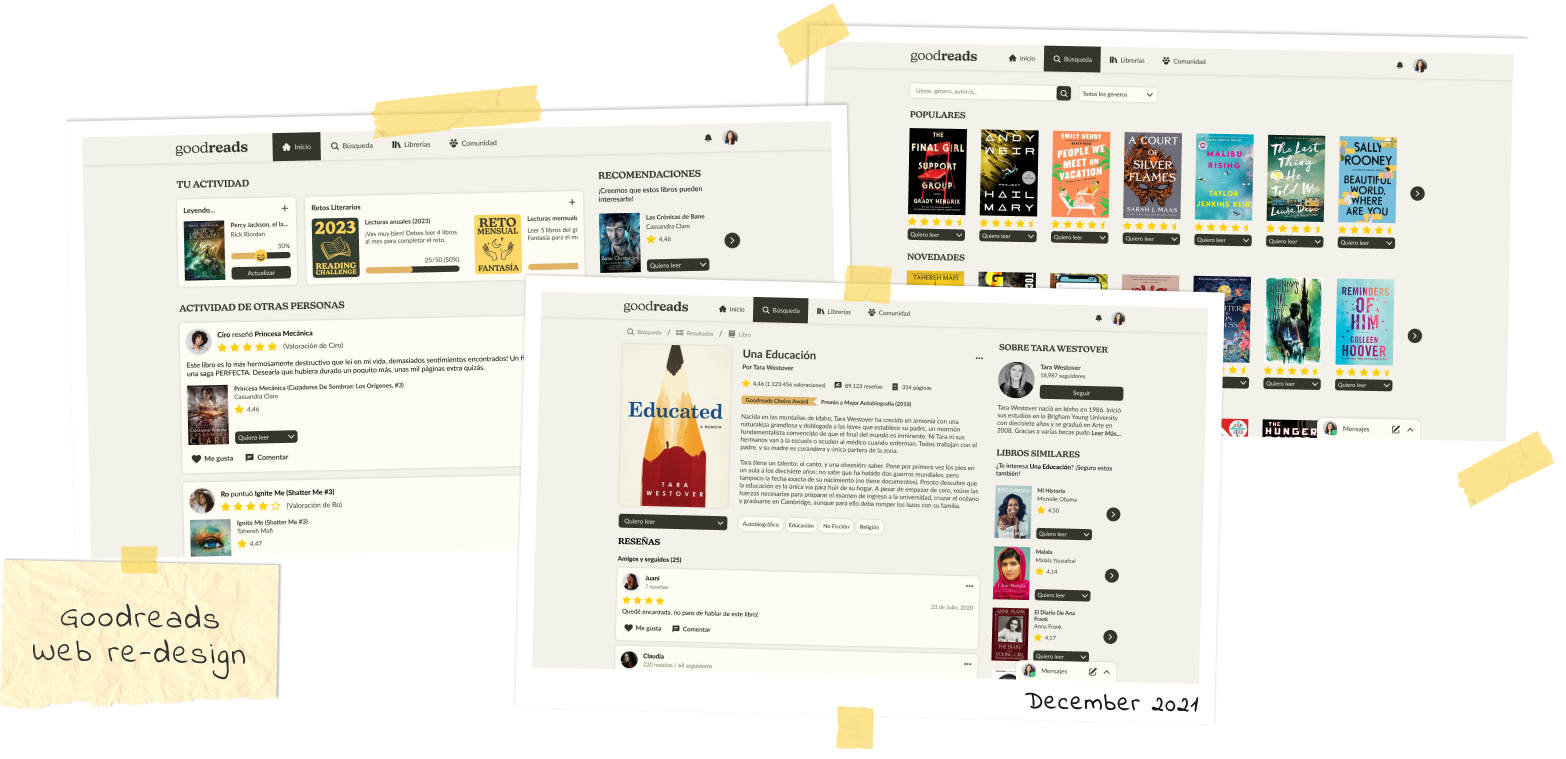 goodreads
Inicio
Búsqueda
Librerías
Comunidad
TU ACTIVIDAD
Leyendo...
+
Percy Jackson, el la...
Rick Riordan
50%
Actualizar
Retos Literarios
+
2023
READING
CHALLENGE
Lecturas anuales (2023)
¡Vas muy bien! Debes leer 4 libros
al mes para completar el reto.
25/50 (50%)
RETO
MENSUAL
FANTASÍA
Lecturas mensuals
Leer 5 libros del g
Fantasía para el m
RECOMENDACIONES
¡Creemos que estos libros pueden
interesarte!
Las Crónicas de Bane
Cassandra Clare
4,46
Quiero leer
ACTIVIDAD DE OTRAS PERSONAS
Ciro reseñó Princesa Mecánica
(Valoración de Ciro)
Este libro es lo más hermosamente destructivo que leí en mi vida, demasiados sentimientos encontrados! Un fi
una saga PERFECTA. Desearía que hubiera durado un poquito más, unas mil páginas extra quizás.
Princesa Mecánica (Cazadores De Sombras: Los Orígenes, #3)
Cassandra Clare
4,46
Quiero leer
Me gusta
Comentar
Ro puntuó Ignite Me (Shatter Me #3)
(Valoración de Ro)
Ignite Me (Shatter Me #3)
Tahereh Mafi
4,47
goodreads
Inicio
Búsqueda
Librerías
Comunidad
Libros, género, autor/a...
Todos los géneros
POPULARES
THE
FINAL GIRL
SUPPORT
GROUP
GRADY HENDRIX
ANDY
WEIR
PROJECT
HAIL
MARY
EMILY HENRY
PEOPLE WE
MEET ON
VACATION
A COURT
OF
SILVER
FLAMES
SARAH J. MAAS
MALIBU
RISING
TAYLOR
JENKINS REID
The Last
Thing
He
Told Me
Laura Dave
SALLY
ROONEY
BEAUTIFUL
WORLD,
WHERE
ARE YOU
Quiero leer
Quiero leer
Quiero leer
Quiero leer
Quiero leer
Quiero leer
Quiero leer
NOVEDADES
TAHEREH MAFI
REMINDERS
OF
HIM
COLLEEN
HOOVER
Quiero leer
Quiero leer
THE
HUNGER
Mensajes
goodreads
Inicio
Búsqueda
Librerías
Comunidad
Búsqueda / Resultados / Libro
Educated
A MEMOIR
TARA
WESTOVER
Quiero leer
Una Educación
Por Tara Westover
4,46 (1.123.456 valoraciones)
89.123 reseñas
334 páginas
Goodreads Choice Award
Premio a Mejor Autobiografía (2018)
Nacida en las montañas de Idaho, Tara Westover ha crecido en armonía con una
naturaleza grandiosa y doblegada a las leyes que establece su padre, un mormón
fundamentalista convencido de que el final del mundo es inminente. Ni Tara ni sus
hermanos van a la escuela o acuden al médico cuando enferman. Todos trabajan con el
padre, y su madre es curandera y única partera de la zona.
Tara tiene un talento: el canto, y una obsesión: saber. Pone por primera vez los pies en
un aula a los diecisiete años: no sabe que ha habido dos guerras mundiales, pero
tampoco la fecha exacta de su nacimiento (no tiene documentos). Pronto descubre que
la educación es la única vía para huir de su hogar. A pesar de empezar de cero, reúne las
fuerzas necesarias para preparar el examen de ingreso a la universidad, cruzar el océano
y graduarse en Cambridge, aunque para ello deba romper los lazos con su familia.
Autobiográfico
Educación
No Ficción
Religión
RESEÑAS
Amigos y seguidos (25)
Juani
7 reseñas
23 de Julio, 2020
Quedé encantada, no paro de hablar de este libro!
Me gusta
Comentar
Claudia
220 reseñas / 68 seguidores
SOBRE TARA WESTOVER
Tara Westover
18,987 seguidores
Seguir
Tara Westover nació en Idaho en 1986. Inició
sus estudios en la Brigham Young University
con diecisiete años y se graduó en Arte en
2008. Gracias a varias becas pudo Leer Más...
LIBROS SIMILARES
¿Te interesa Una Educación? ¡Seguro estos
también!
BECOMING
Mi Historia
Michelle Obama
4,50
Quiero leer
Malala
Malala Yousafzai
4,14
Quiero leer
ANNE FRANK
THE DIARY
YOUNG GIRL
El Diario De Ana
Frank
Anna Frank
4,17
Quiero leer
Mensajes
Goodreads
web re-design
December 2021